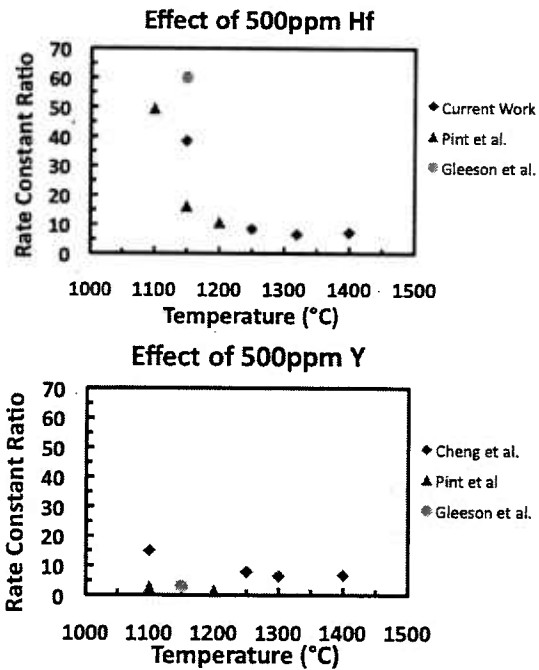 Effect of 500ppm Hf
Rate Constant Ratio
70
60
50
40
30
20
10
0
1000 1100 1200 1300 1400 1500
Temperature (°C)
Current Work
Pint et al.
Gleeson et al.
Effect of 500ppm Y
Rate Constant Ratio
70
60
50
40
30
20
10
0
1000 1100 1200 1300 1400 1500
Temperature (°C)
Cheng et al.
Pint et al
Gleeson et al.